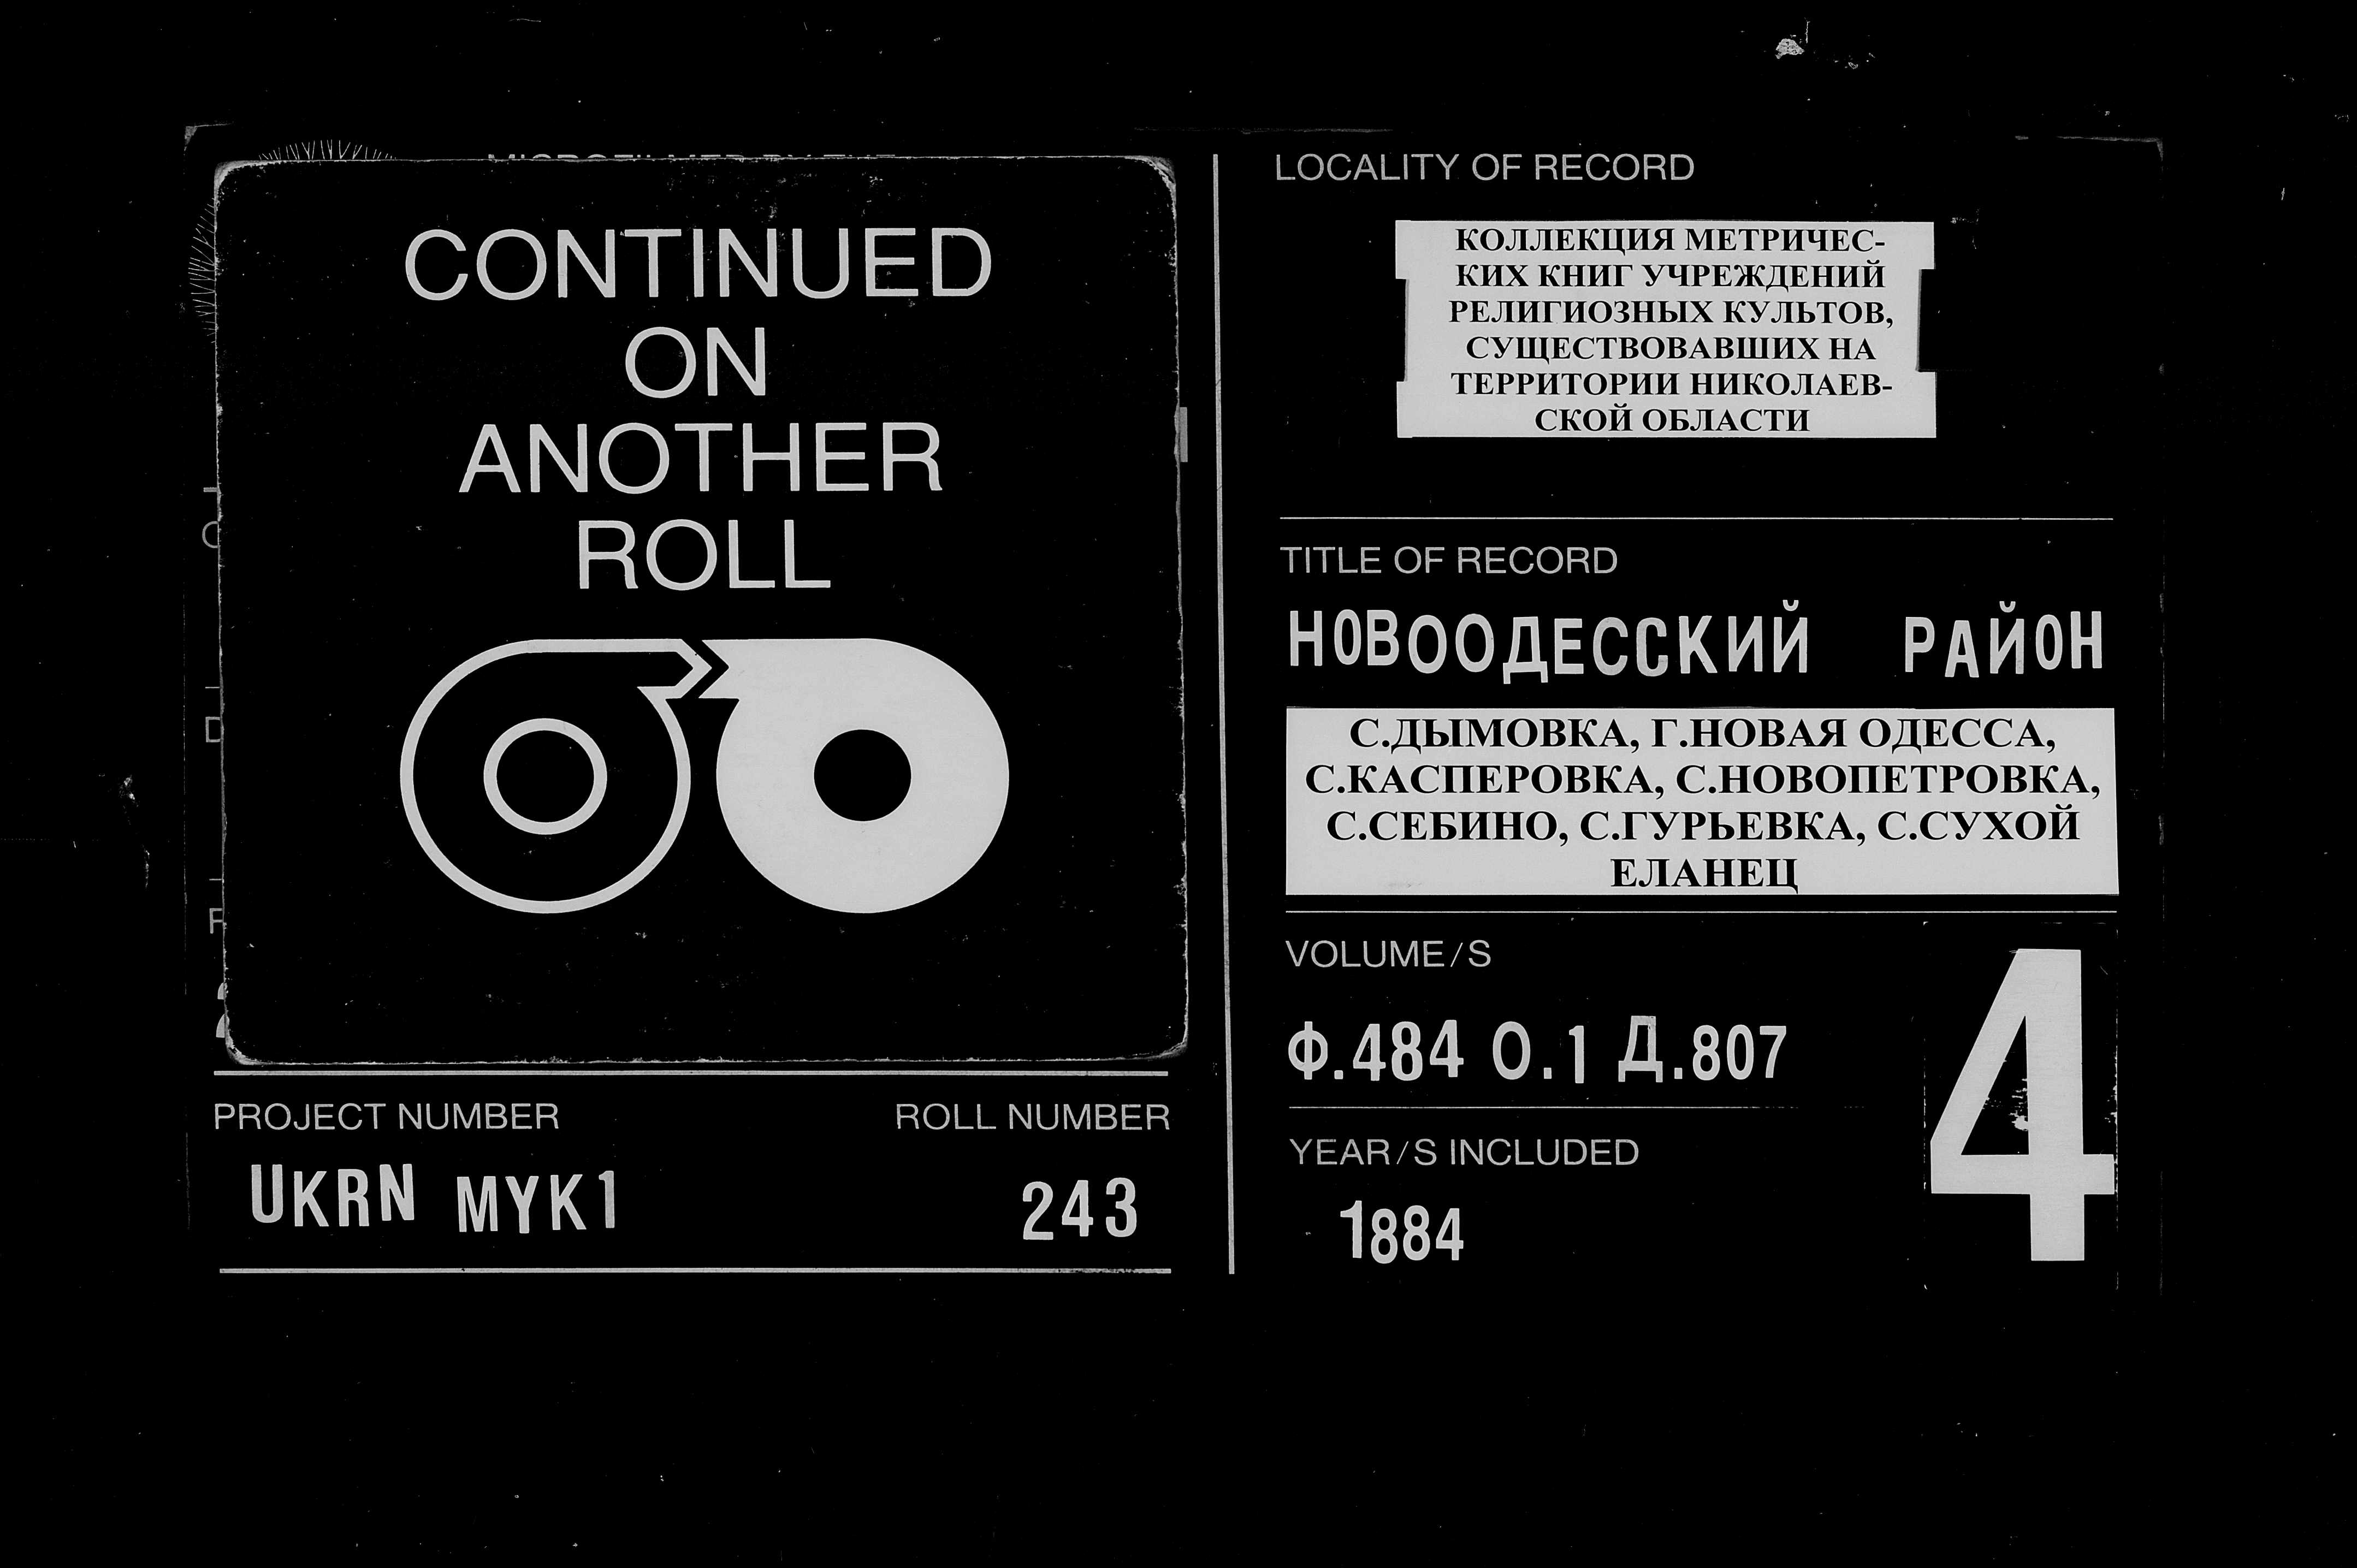 CONTINUED
ON
ANOTHER
ROLL
PROJECT NUMBER
ROLL NUMBER
UKRN MYK1
243
LOCALITY OF RECORD
КОЛЛЕКЦИЯ МЕТРИЧЕС-
КИХ КНИГ УЧРЕЖДЕНИЙ
РЕЛИГИОЗНЫХ КУЛЬТОВ,
СУЩЕСТВОВАВШИХ НА
ТЕРРИТОРИИ НИКОЛАЕВ-
СКОЙ ОБЛАСТИ
TITLE OF RECORD
НОВООДЕССКИЙ РАЙОН
С.ДЫМОВКА, Г.НОВАЯ ОДЕССА,
С.КАСПЕРОВКА, С.НОВОПЕТРОВКА,
С.СЕБИНО, С.ГУРЬЕВКА, С.СУХОЙ
ЕЛАНЕЦ
VOLUME/S
Ф.484 О.1 Д.807
4
YEAR/S INCLUDED
1884